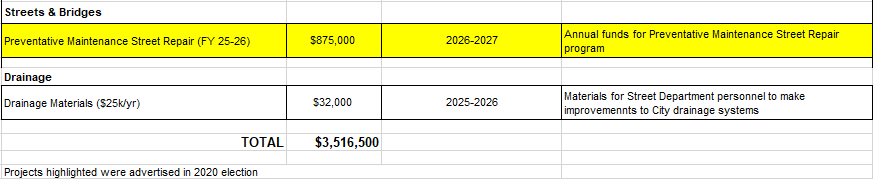 Streets & Bridges
Preventative Maintenance Street Repair (FY 25-26) $875,000 2026-2027 Annual funds for Preventative Maintenance Street Repair
program
Drainage
Drainage Materials ($25k/yr) $32,000 2025-2026 Materials for Street Department personnel to make
improvemennts to City drainage systems
TOTAL $3,516,500
Projects highlighted were advertised in 2020 election